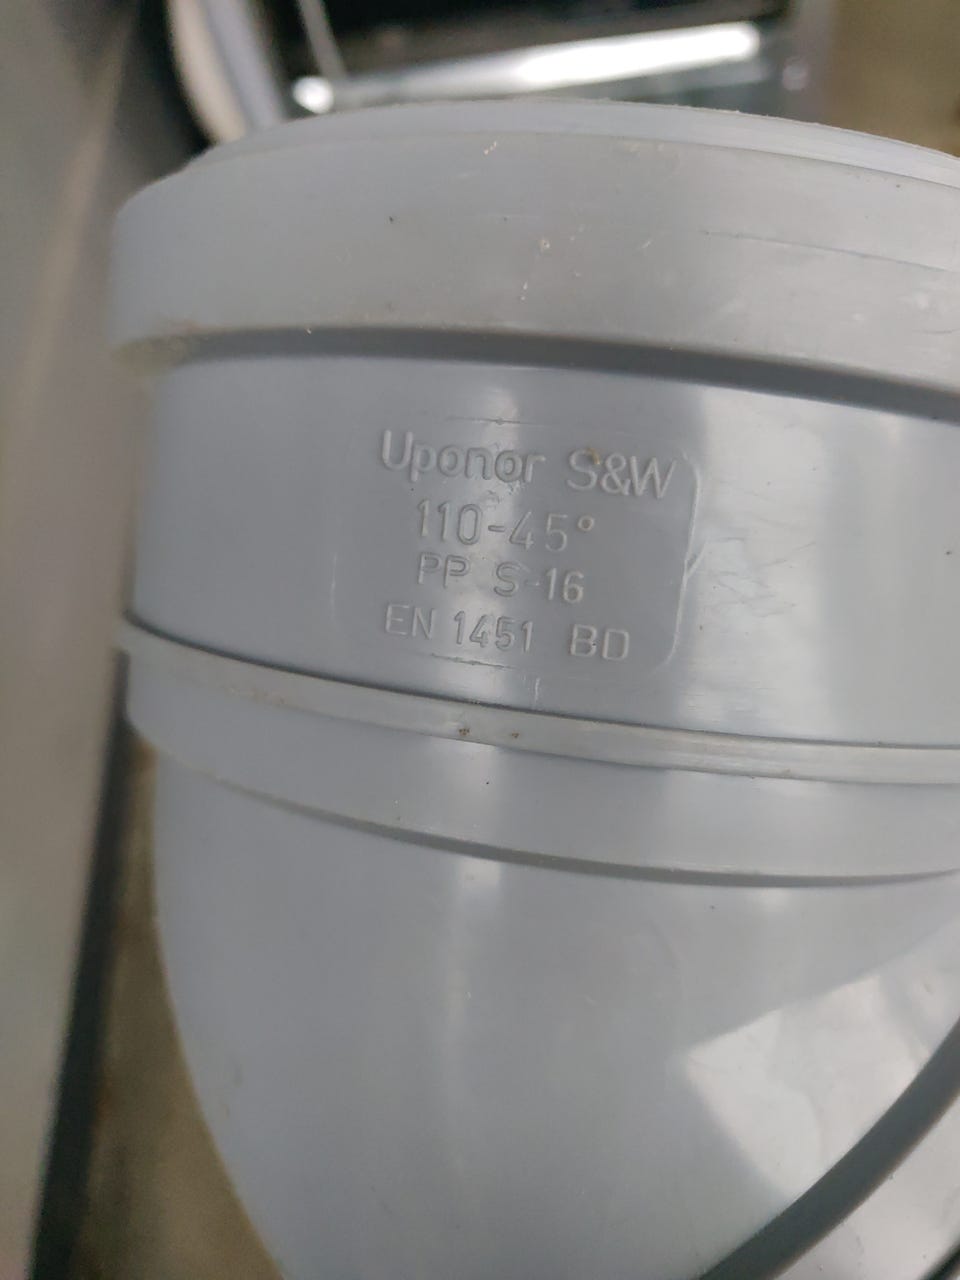 Uponor S&W
110-45°
PP S-16
EN 1451 BD